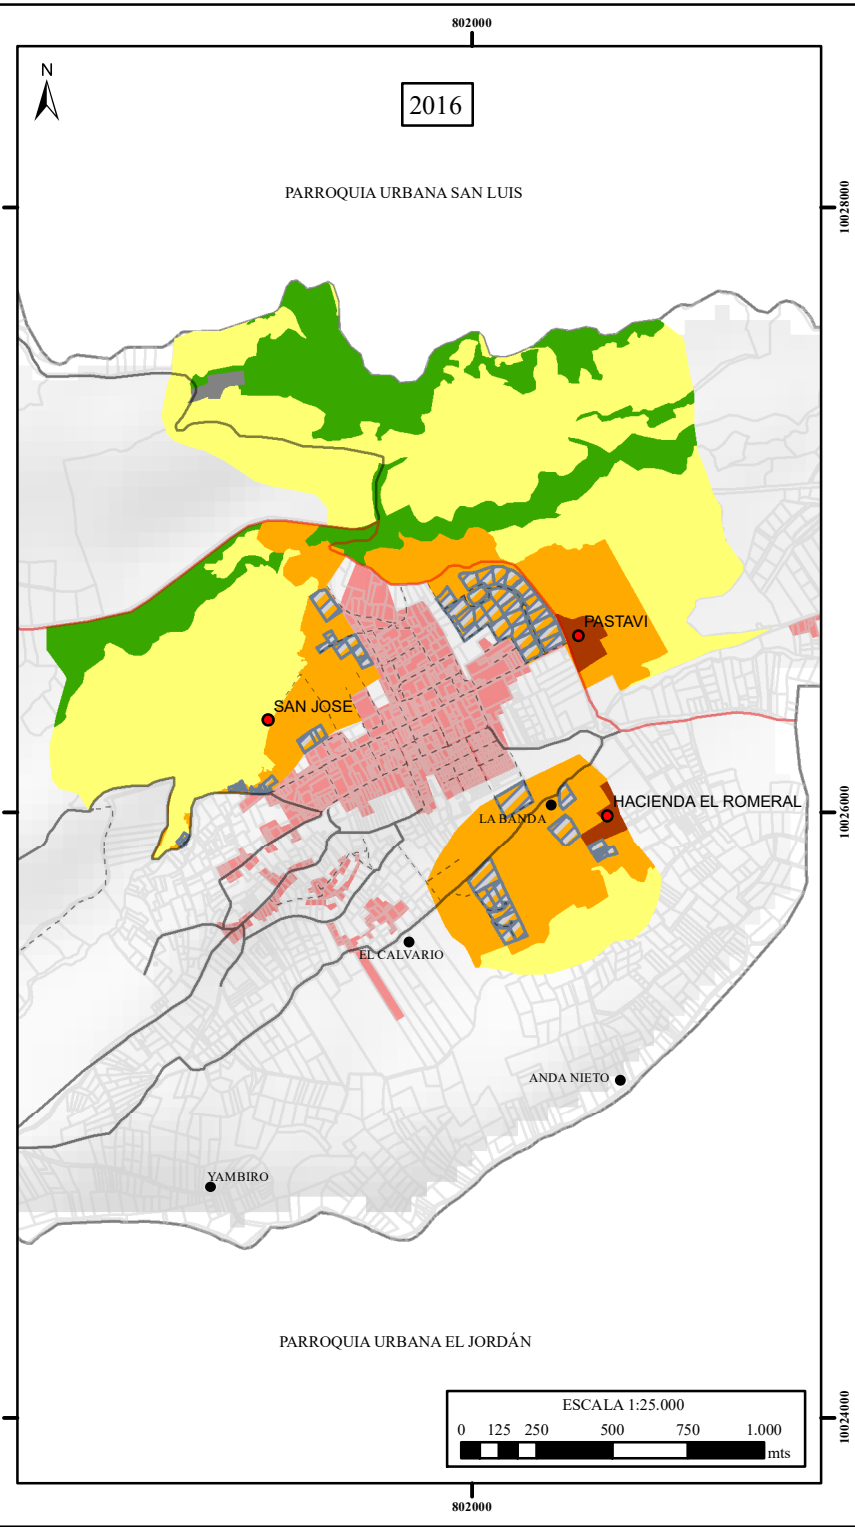 802000
N
2016
PARROQUIA URBANA SAN LUIS
10028000
PASTAVI
SAN JOSE
HACIENDA EL ROMERAL
LA BANDA
10026000
EL CALVARIO
ANDA NIETO
YAMBIRO
PARROQUIA URBANA EL JORDÁN
ESCALA 1:25.000
0 125 250 500 750 1.000
mts
10024000
802000